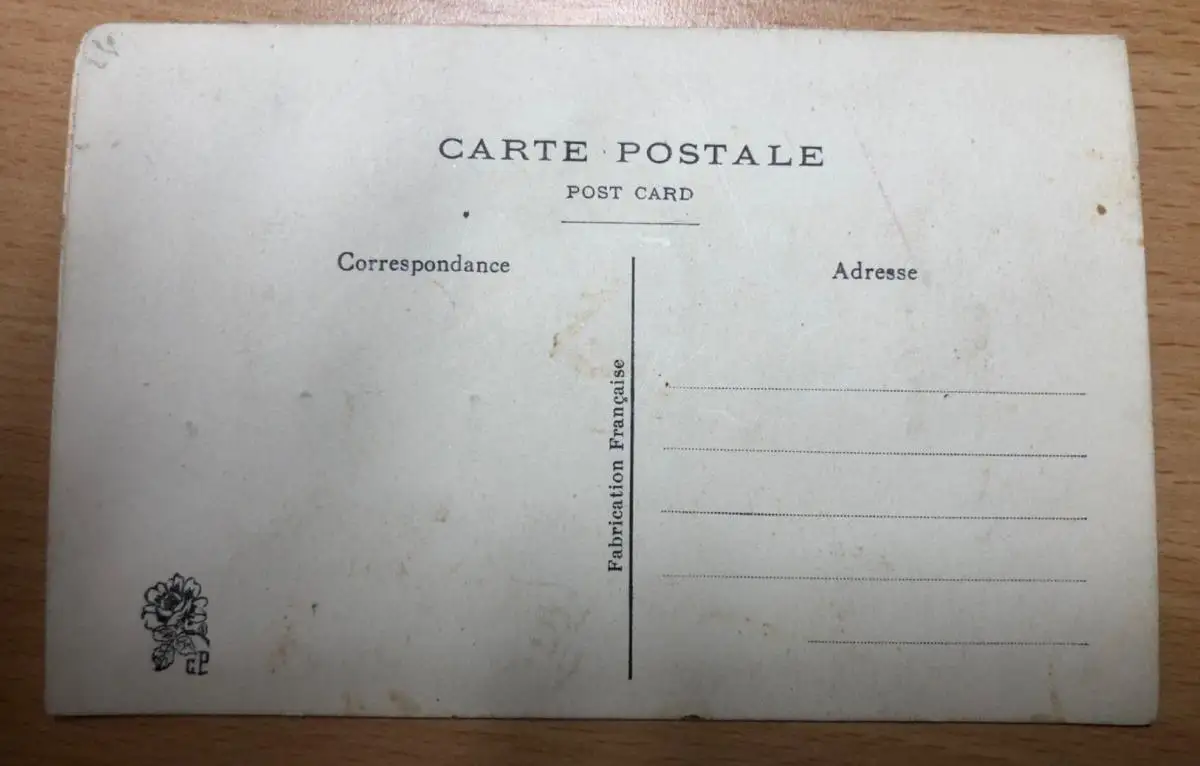 CARTE POSTALE
POST CARD
Correspondance
Adresse
Fabrication Française